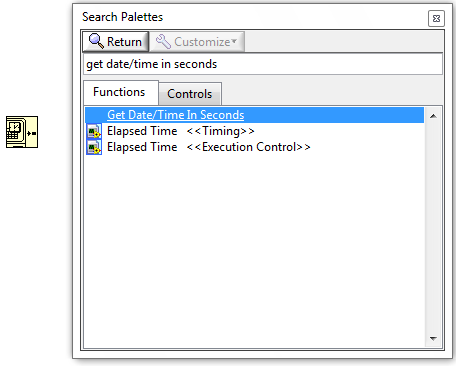 Search Palettes
Return Customize
get date/time in seconds
Functions Controls
Get Date/Time In Seconds
Elapsed Time <<Timing>>
Elapsed Time <<Execution Control>>